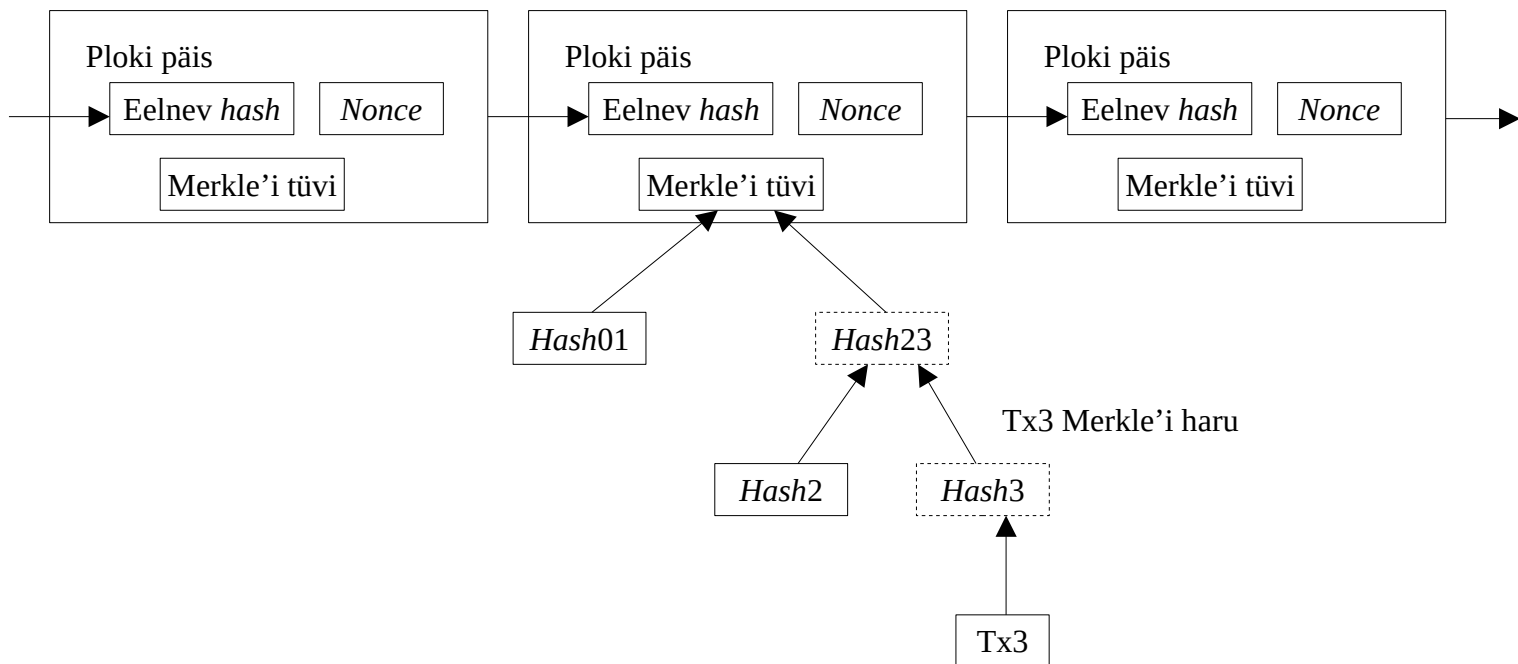 Ploki päis
Eelnev hash
Nonce
Merkle’i tüvi
Ploki päis
Eelnev hash
Nonce
Merkle’i tüvi
Ploki päis
Eelnev hash
Nonce
Merkle’i tüvi
Hash01
Hash23
Tx3 Merkle’i haru
Hash2
Hash3
Tx3